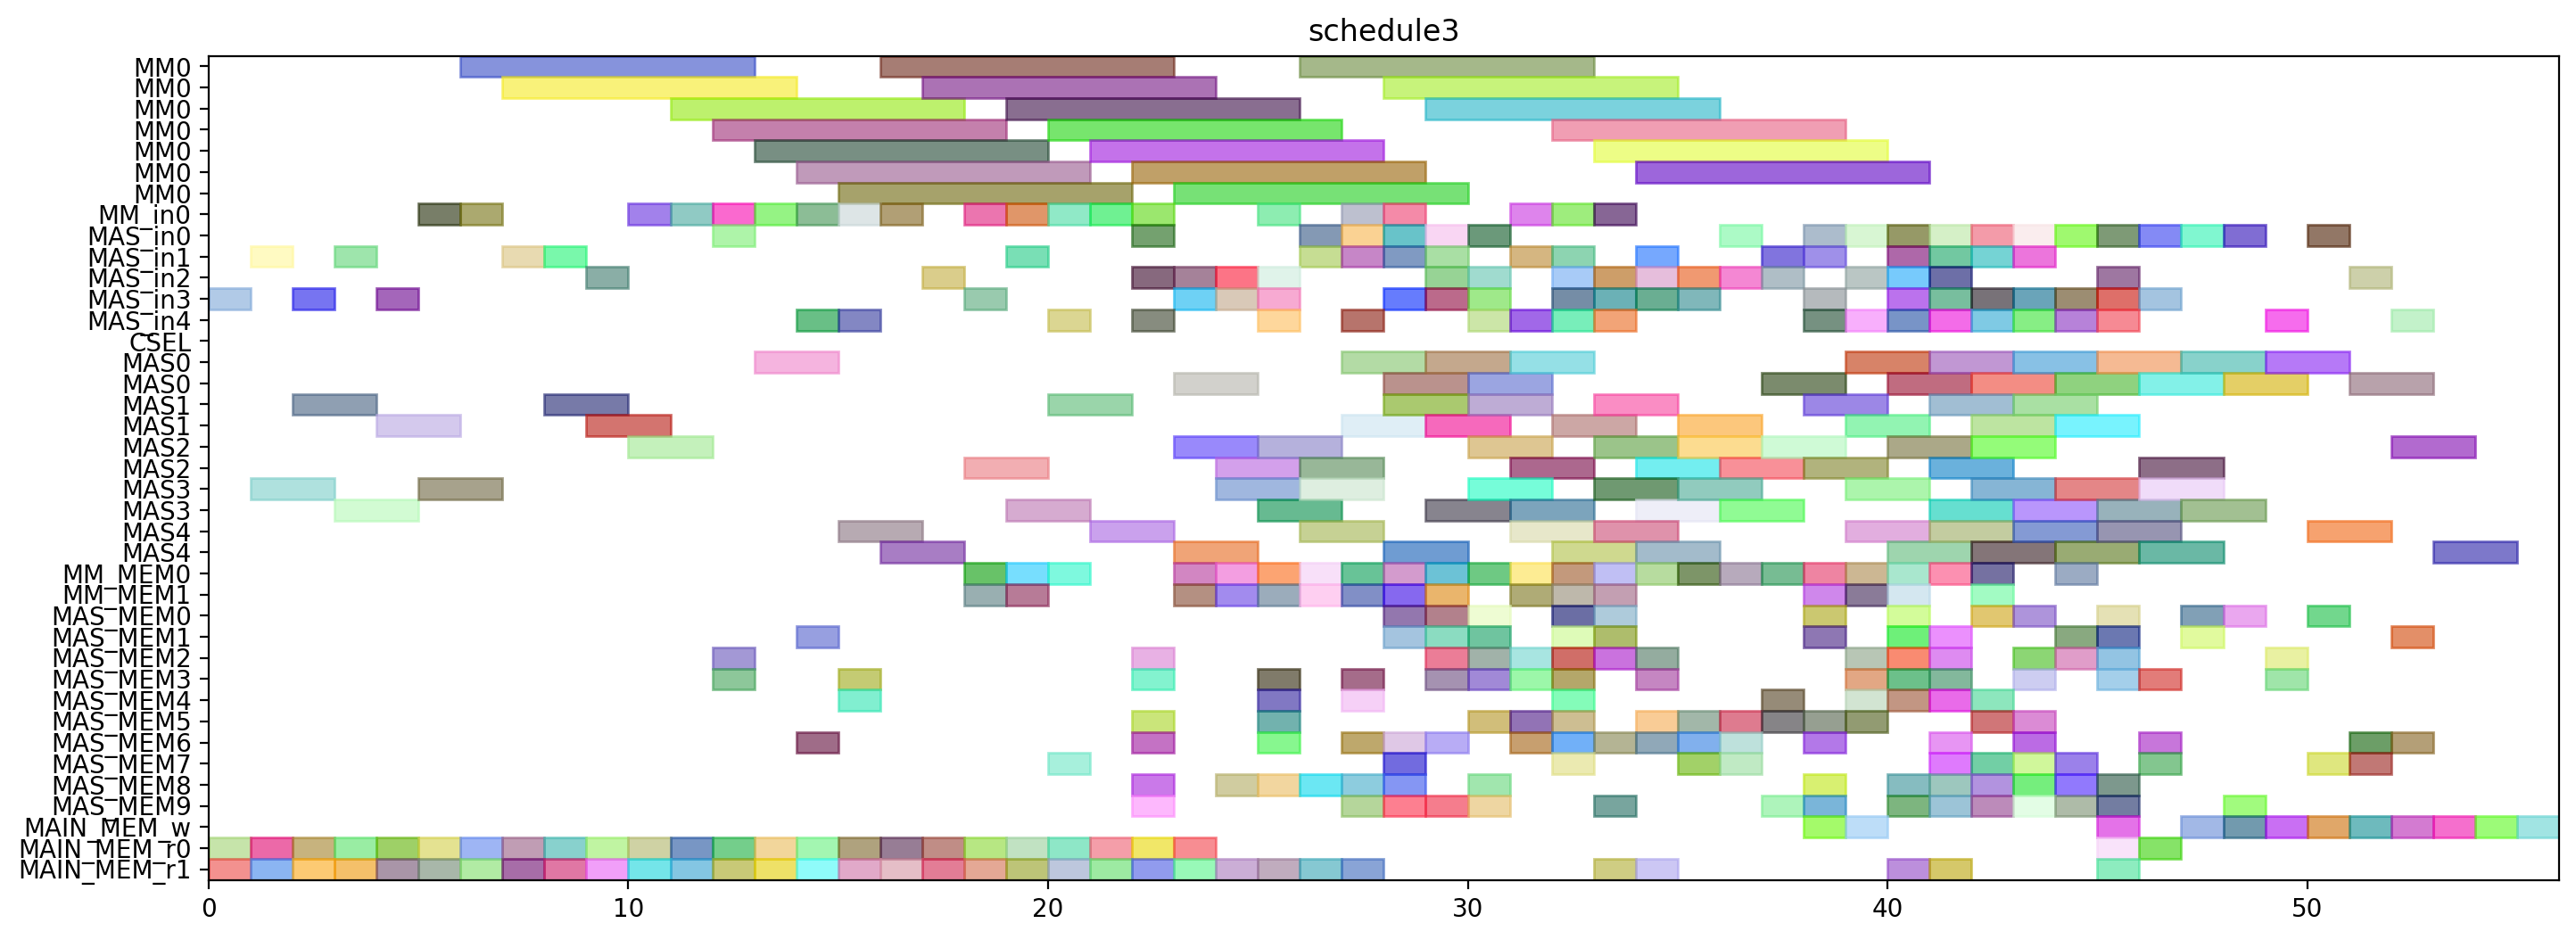 schedule3
MM0
MM0
MM0
MM0
MM0
MM0
MM0
MM_in0
MAS_in0
MAS_in1
MAS_in2
MAS_in3
MAS_in4
CSEL
MAS0
MAS0
MAS1
MAS1
MAS2
MAS2
MAS3
MAS3
MAS4
MAS4
MM_MEM0
MM_MEM1
MAS_MEM0
MAS_MEM1
MAS_MEM2
MAS_MEM3
MAS_MEM4
MAS_MEM5
MAS_MEM6
MAS_MEM7
MAS_MEM8
MAS_MEM9
MAIN_MEM_w
MAIN_MEM_r0
MAIN_MEM_r1
0 10 20 30 40 50